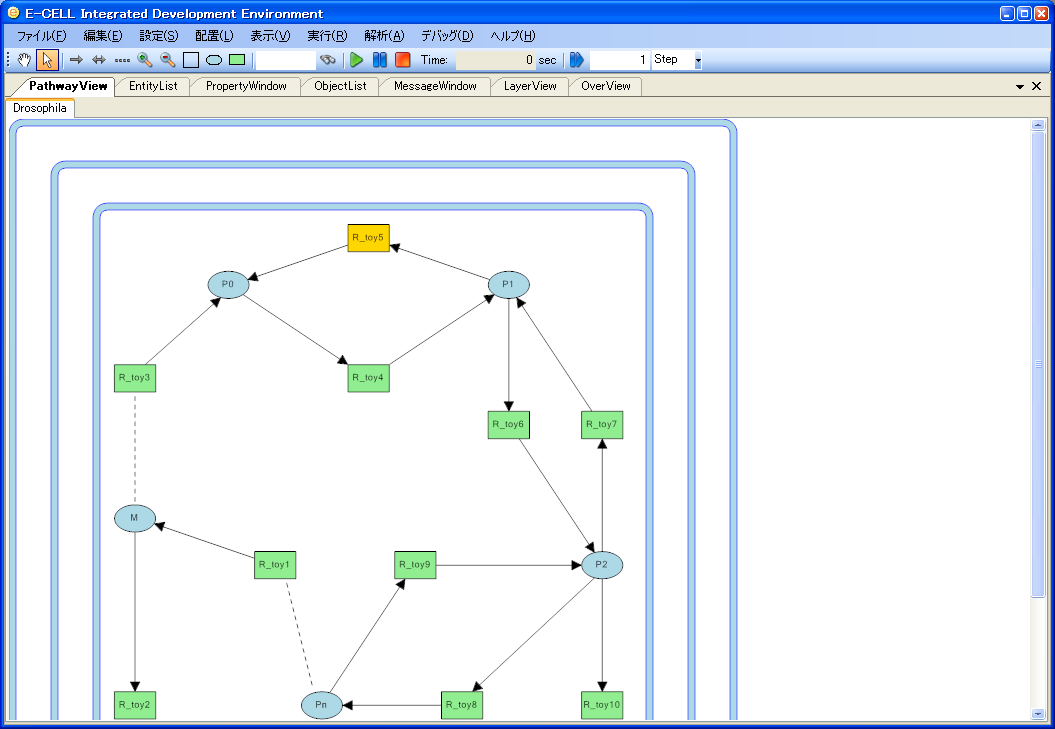 E-CELL Integrated Development Environment
ファイル(F) 編集(E) 設定(S) 配置(L) 表示(V) 実行(R) 解析(A) デバッグ(D) ヘルプ(H)
Time: 0 sec 1 Step
PathwayView EntityList PropertyWindow ObjectList MessageWindow LayerView OverView
Drosophila
R_toy5
P0 P1
R_toy3 R_toy4
R_toy6 R_toy7
M
R_toy1 R_toy9 P2
R_toy2 Pn R_toy8 R_toy10